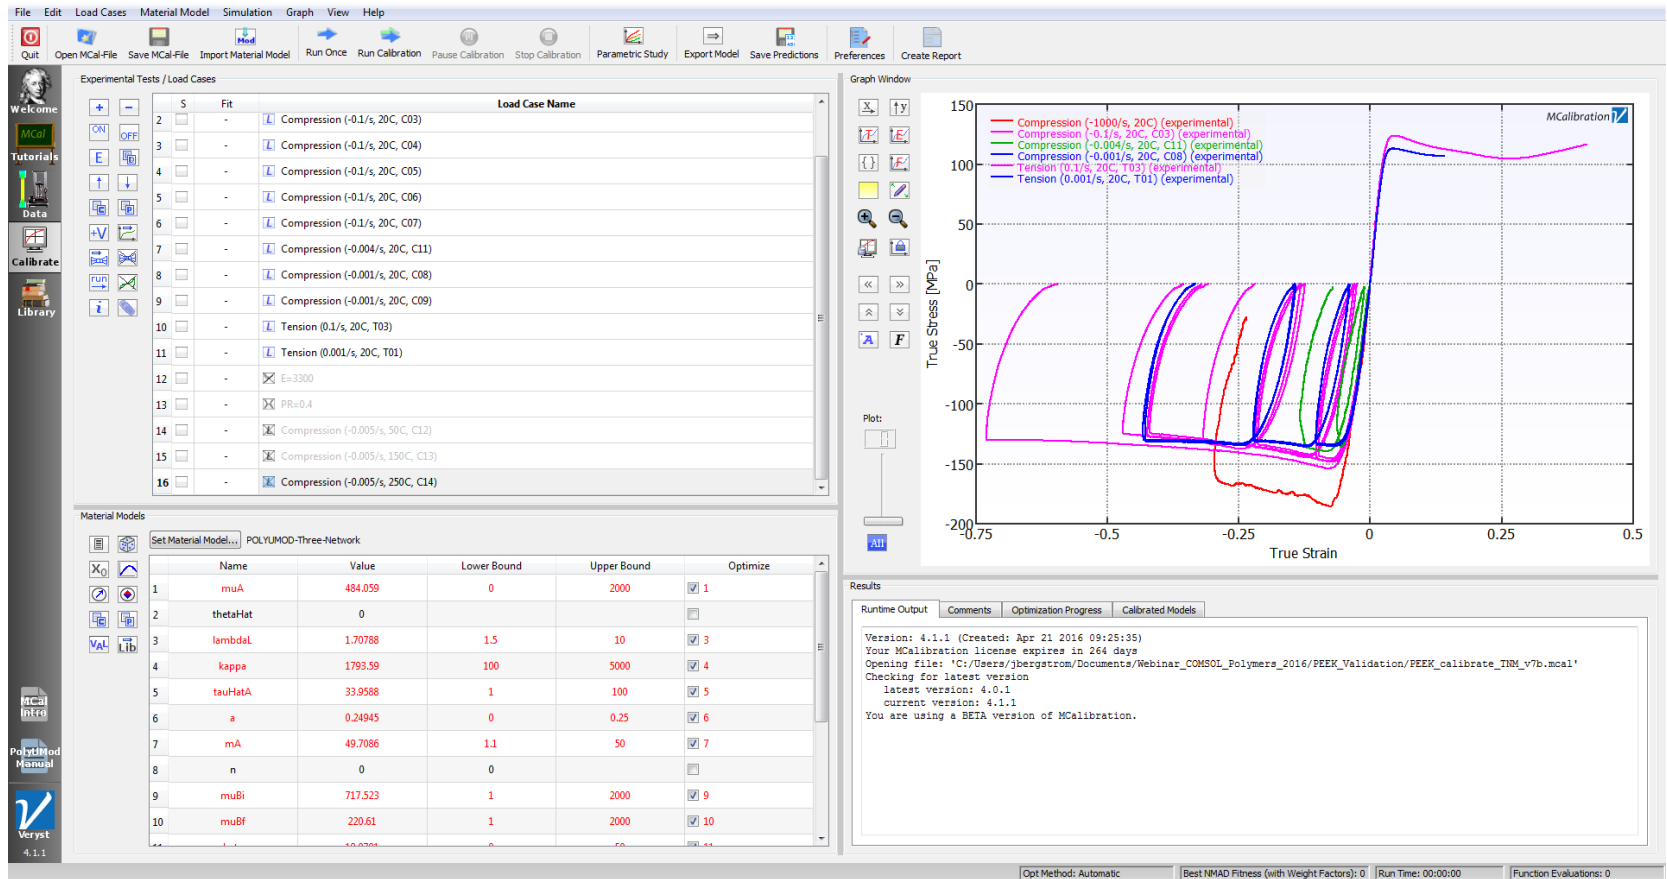 File Edit Load Cases Material Model Simulation Graph View Help
Quit Open MCal-File Save MCal-File Import Material Model Run Once Run Calibration Pause Calibration Stop Calibration Parametric Study Export Model Save Predictions Preferences Create Report
Welcome
MCal
Tutorials
Data
Calibrate
Library
MCal
Intro
PolyUMod
Manual
Veryst
4.1.1
Experimental Tests / Load Cases
S Fit Load Case Name
2 - L Compression (-0.1/s, 20C, C03)
3 - L Compression (-0.1/s, 20C, C04)
4 - L Compression (-0.1/s, 20C, C05)
5 - L Compression (-0.1/s, 20C, C06)
6 - L Compression (-0.1/s, 20C, C07)
7 - L Compression (-0.004/s, 20C, C11)
8 - L Compression (-0.001/s, 20C, C08)
9 - L Compression (-0.001/s, 20C, C09)
10 - L Tension (0.1/s, 20C, T03)
11 - L Tension (0.001/s, 20C, T01)
12 - E=3300
13 - PR=0.4
14 - Compression (-0.005/s, 50C, C12)
15 - Compression (-0.005/s, 150C, C13)
16 - Compression (-0.005/s, 250C, C14)
ON OFF
E
+V
run
i
Material Models
Set Material Model... POLYUMOD-Three-Network
X0
VAL Lib
Name Value Lower Bound Upper Bound Optimize
1 muA 484.059 0 2000 1
2 thetaHat 0
3 lambdaL 1.70788 1.5 10 3
4 kappa 1793.59 100 5000 4
5 tauHatA 33.9588 1 100 5
6 a 0.24945 0 0.25 6
7 mA 49.7086 1.1 50 7
8 n 0 0
9 muBi 717.523 1 2000 9
10 muBf 220.61 1 2000 10
Graph Window
Plot:
All
MCalibration
Compression (-1000/s, 20C) (experimental)
Compression (-0.1/s, 20C, C03) (experimental)
Compression (-0.004/s, 20C, C11) (experimental)
Compression (-0.001/s, 20C, C08) (experimental)
Tension (0.1/s, 20C, T03) (experimental)
Tension (0.001/s, 20C, T01) (experimental)
150
100
50
0
-50
-100
-150
-200
True Stress [MPa]
-0.75 -0.5 -0.25 0 0.25 0.5
True Strain
Results
Runtime Output Comments Optimization Progress Calibrated Models
Version: 4.1.1 (Created: Apr 21 2016 09:25:35)
Your MCalibration license expires in 264 days
Opening file: 'C:/Users/jbergstrom/Documents/Webinar_COMSOL_Polymers_2016/PEEK_Validation/PEEK_calibrate_TNM_v7b.mcal'
Checking for latest version
latest version: 4.0.1
current version: 4.1.1
You are using a BETA version of MCalibration.
Opt Method: Automatic Best NMAD Fitness (with Weight Factors): 0 Run Time: 00:00:00 Function Evaluations: 0